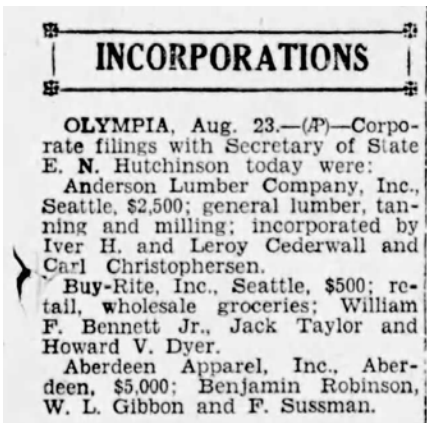 INCORPORATIONS
OLYMPIA, Aug. 23.—(AP)—Corpo-
rate filings with Secretary of State
E. N. Hutchinson today were:
Anderson Lumber Company, Inc.,
Seattle, $2,500; general lumber, tan-
ning and milling; incorporated by
Iver H. and Leroy Cederwall and
Carl Christophersen.
Buy-Rite, Inc., Seattle, $500; re-
tail, wholesale groceries; William
F. Bennett Jr., Jack Taylor and
Howard V. Dyer.
Aberdeen Apparel, Inc., Aber-
deen, $5,000; Benjamin Robinson,
W. L. Gibbon and F. Sussman.